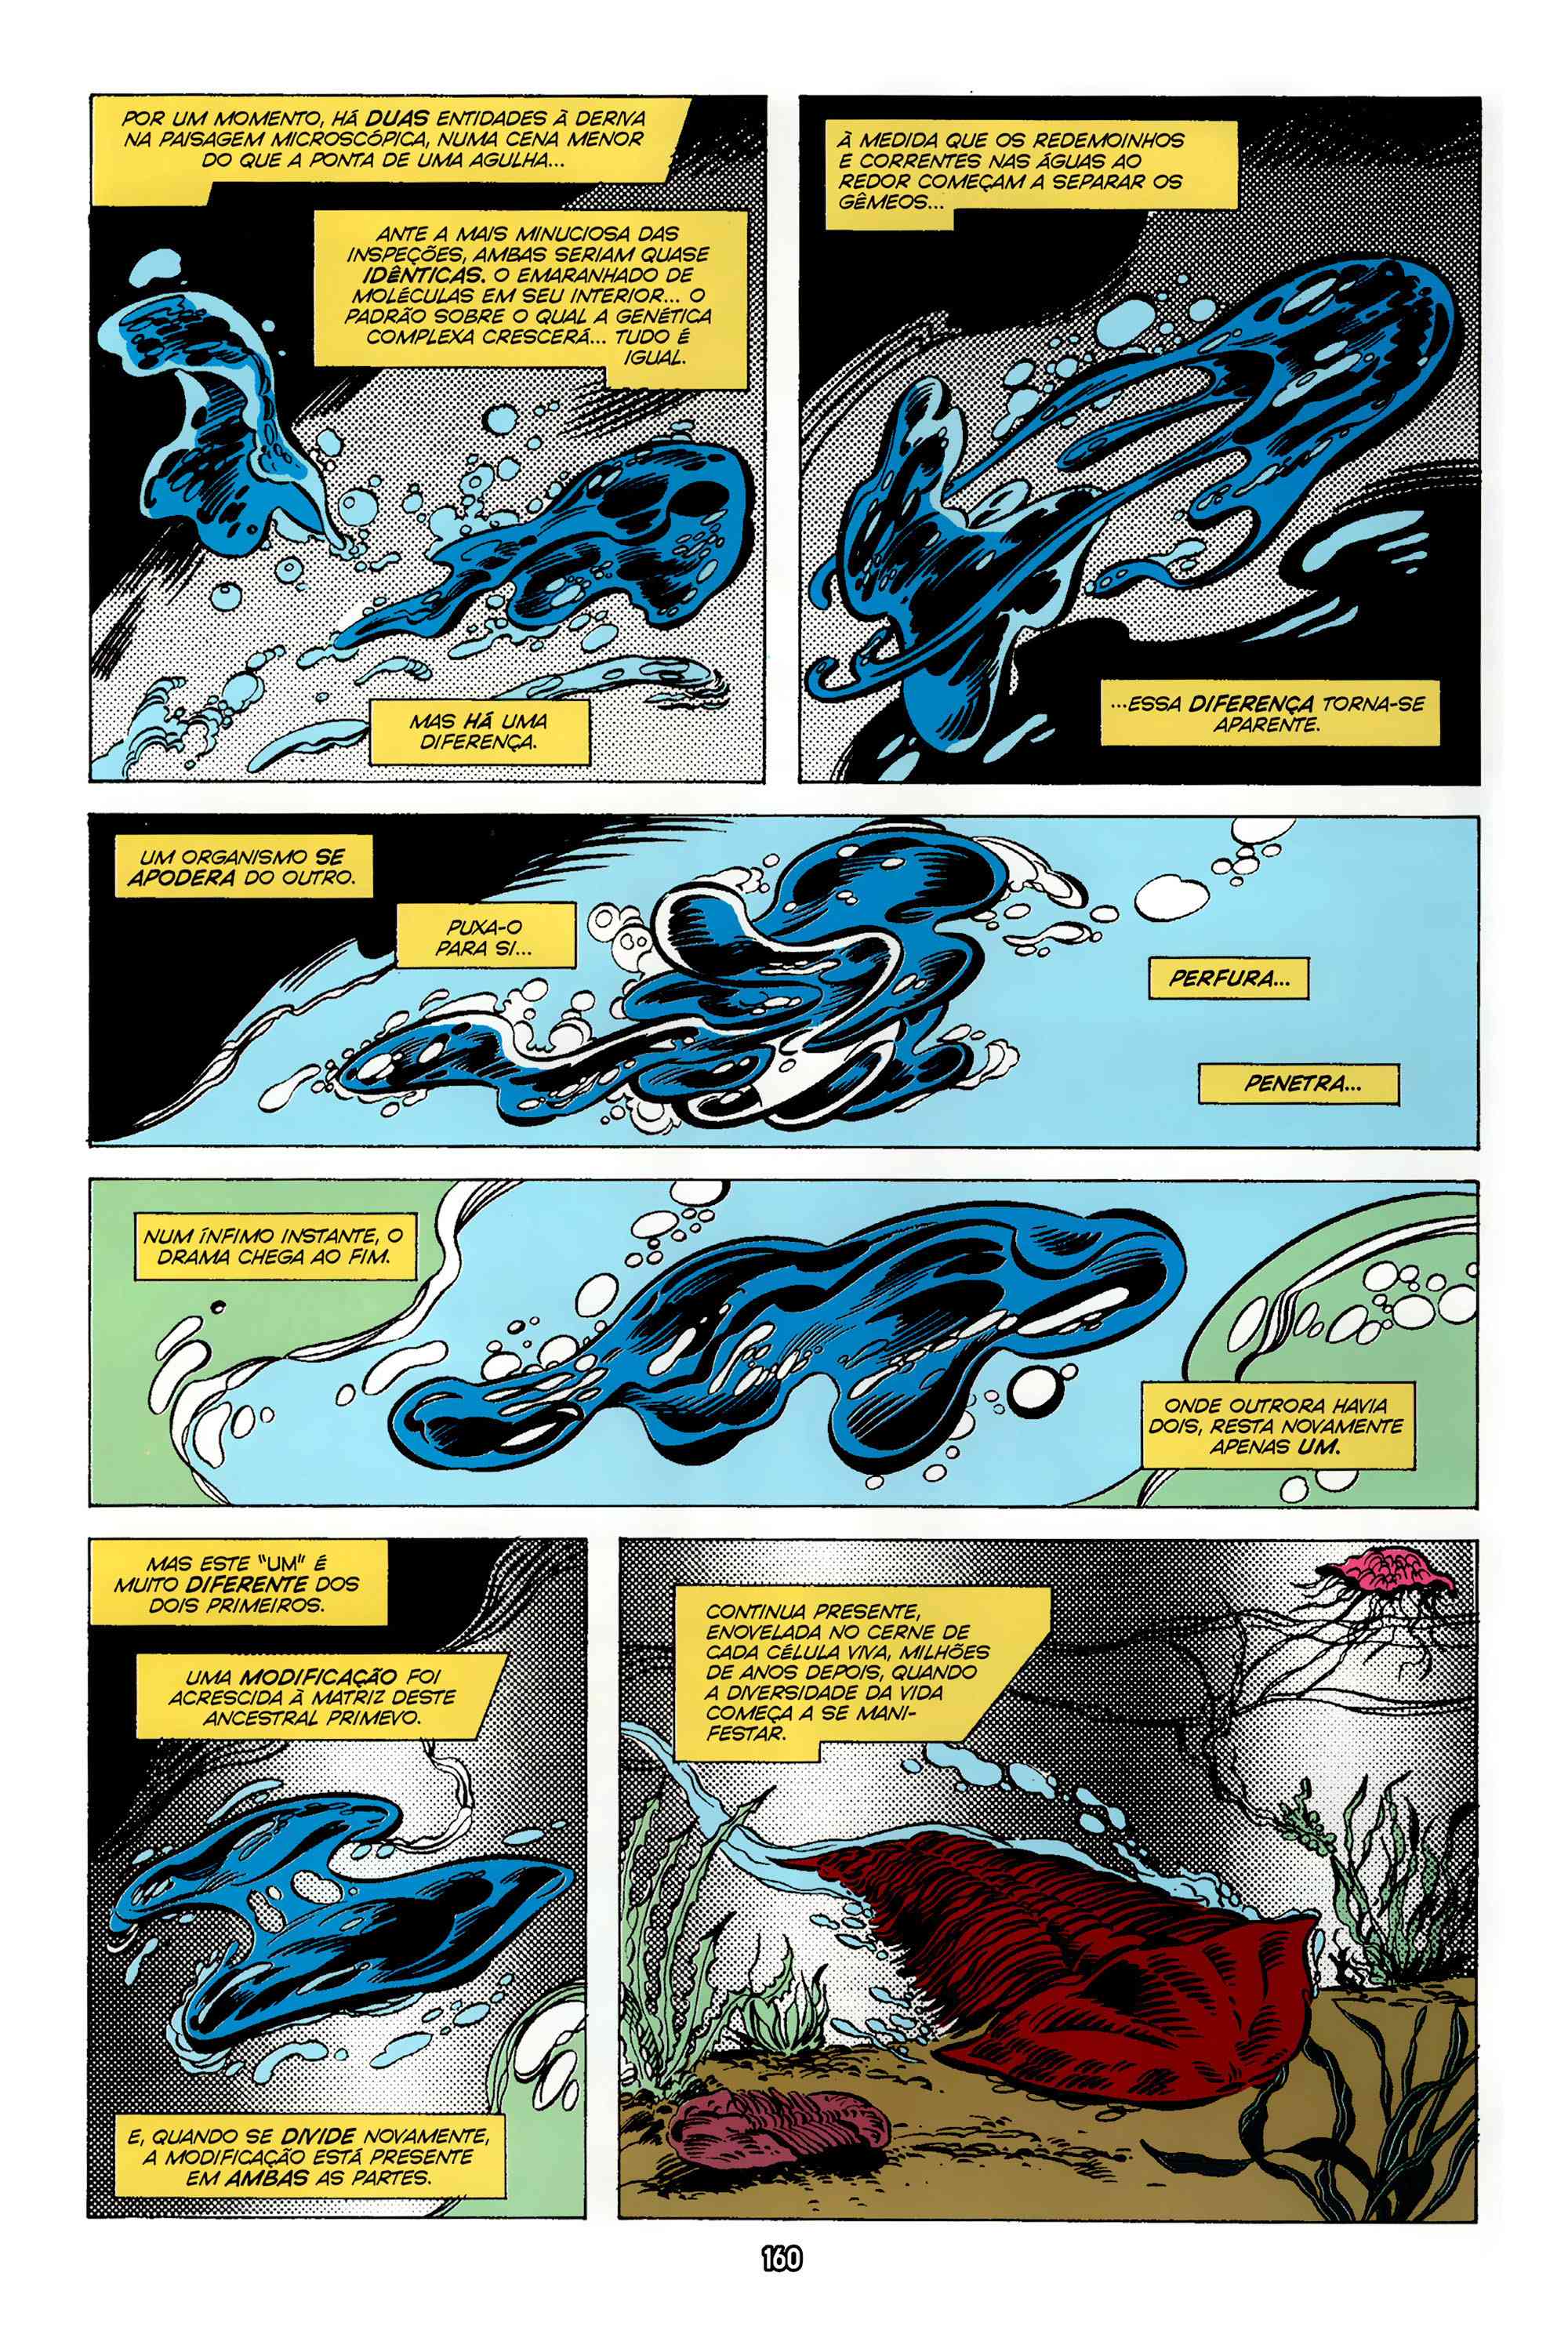 POR UM MOMENTO, HÁ DUAS ENTIDADES À DERIVA
NA PAISAGEM MICROSCÓPICA, NUMA CENA MENOR
DO QUE A PONTA DE UMA AGULHA...
ANTE A MAIS MINUCIOSA DAS
INSPEÇÕES, AMBAS SERIAM QUASE
IDÊNTICAS. O EMARANHADO DE
MOLÉCULAS EM SEU INTERIOR... O
PADRÃO SOBRE O QUAL A GENÉTICA
COMPLEXA CRESCERÁ... TUDO É
IGUAL.
MAS HÁ UMA
DIFERENÇA.
À MEDIDA QUE OS REDEMOINHOS
E CORRENTES NAS ÁGUAS AO
REDOR COMEÇAM A SEPARAR OS
GÊMEOS...
...ESSA DIFERENÇA TORNA-SE
APARENTE.
UM ORGANISMO SE
APODERA DO OUTRO.
PUXA-O
PARA SI...
PERFURA...
PENETRA...
NUM ÍNFIMO INSTANTE, O
DRAMA CHEGA AO FIM.
ONDE OUTRORA HAVIA
DOIS, RESTA NOVAMENTE
APENAS UM.
MAS ESTE "UM" É
MUITO DIFERENTE DOS
DOIS PRIMEIROS.
UMA MODIFICAÇÃO FOI
ACRESCIDA À MATRIZ DESTE
ANCESTRAL PRIMEVO.
E, QUANDO SE DIVIDE NOVAMENTE,
A MODIFICAÇÃO ESTÁ PRESENTE
EM AMBAS AS PARTES.
CONTINUA PRESENTE,
ENOVELADA NO CERNE DE
CADA CÉLULA VIVA, MILHÕES
DE ANOS DEPOIS, QUANDO
A DIVERSIDADE DA VIDA
COMEÇA A SE MANI-
FESTAR.
160